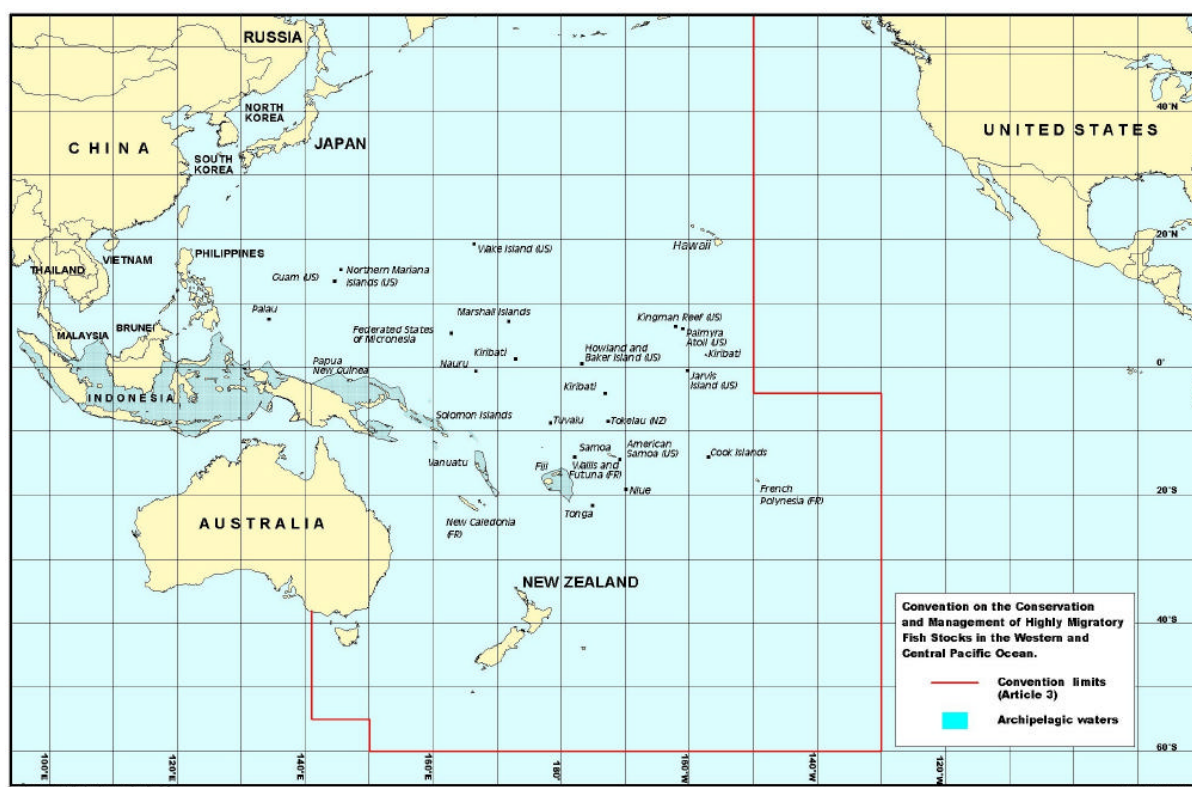 RUSSIA
NORTH
KOREA
40°N
CHINA
JAPAN
UNITED STATES
SOUTH
KOREA
20°N
Hawaii
Wake Island (US)
PHILIPPINES
VIETNAM
THAILAND
Northern Mariana
Islands (US)
Guam (US)
Palau
Marshall Islands
Kingman Reef (US)
Palmyra
Atoll (US)
BRUNEI
MALAYSIA
Federated States
of Micronesia
Howland and
Baker Island (US)
Kiribati
Kiribati
Papua
New Guinea
Nauru
0°
Jarvis
Island (US)
Kiribati
INDONESIA
Solomon Islands
Tuvalu
Tokelau (NZ)
Samoa
American
Samoa (US)
Cook Islands
Vanuatu
Fiji
Wallis and
Futuna (FR)
Niue
French
Polynesia (FR)
20°S
Tonga
New Caledonia
(FR)
AUSTRALIA
NEW ZEALAND
Convention on the Conservation
and Management of Highly Migratory
Fish Stocks in the Western and
Central Pacific Ocean.
Convention limits
(Article 3)
Archipelagic waters
40°S
60°S
100°E
120°E
140°E
160°E
180°
160°W
140°W
120°W